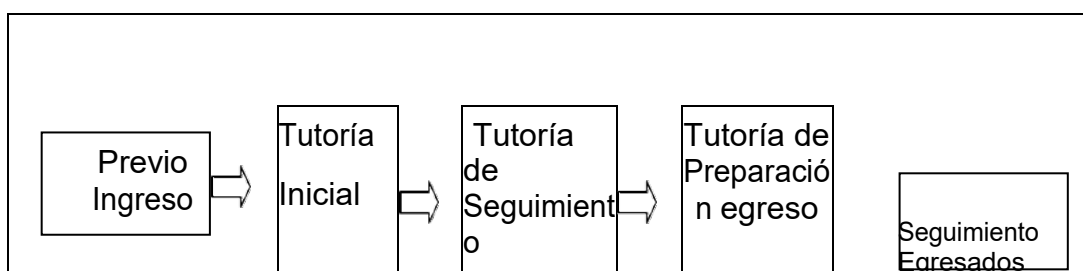 Previo
Ingreso
Tutoría
Inicial
Tutoría
de
Seguimient
o
Tutoría de
Preparació
n egreso
Seguimiento
Egresados